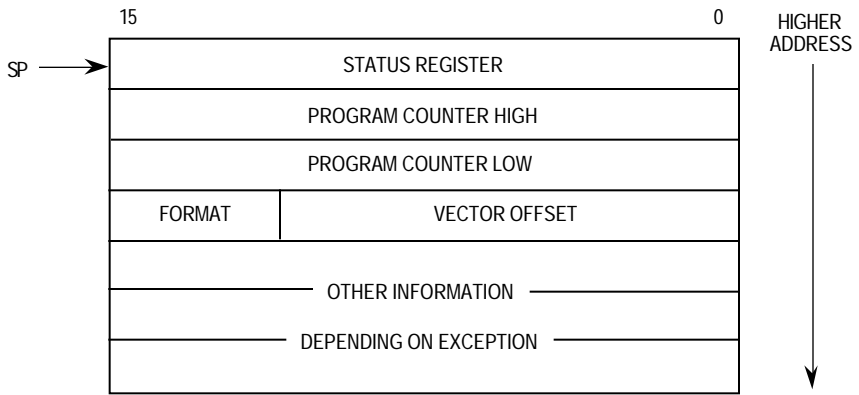 15 0
HIGHER
ADDRESS
SP
STATUS REGISTER
PROGRAM COUNTER HIGH
PROGRAM COUNTER LOW
FORMAT VECTOR OFFSET
OTHER INFORMATION
DEPENDING ON EXCEPTION